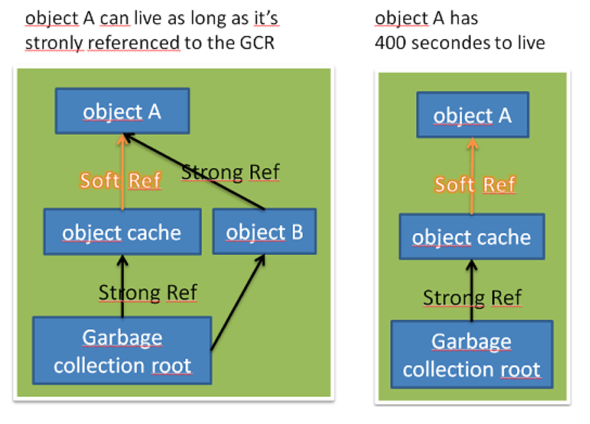 object A can live as long as it’s
stronly referenced to the GCR
object A
Soft Ref
Strong Ref
object cache
object B
Strong Ref
Garbage
collection root
object A has
400 secondes to live
object A
Soft Ref
object cache
Strong Ref
Garbage
collection root